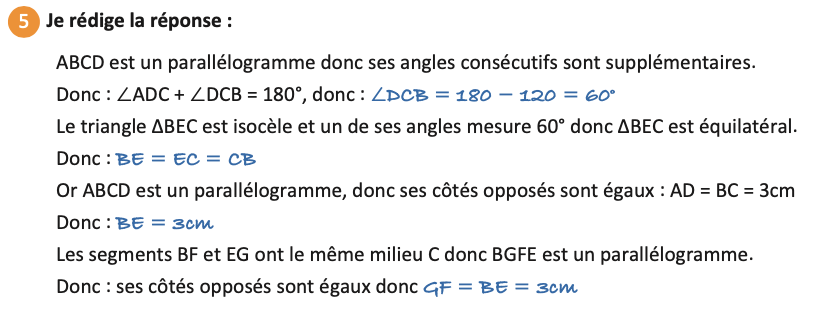 5 Je rédige la réponse :
ABCD est un parallélogramme donc ses angles consécutifs sont supplémentaires.
Donc : ∠ADC + ∠DCB = 180°, donc : ∠DCB = 180 − 120 = 60°
Le triangle ΔBEC est isocèle et un de ses angles mesure 60° donc ΔBEC est équilatéral.
Donc : BE = EC = CB
Or ABCD est un parallélogramme, donc ses côtés opposés sont égaux : AD = BC = 3cm
Donc : BE = 3cm
Les segments BF et EG ont le même milieu C donc BGFE est un parallélogramme.
Donc : ses côtés opposés sont égaux donc GF = BE = 3cm